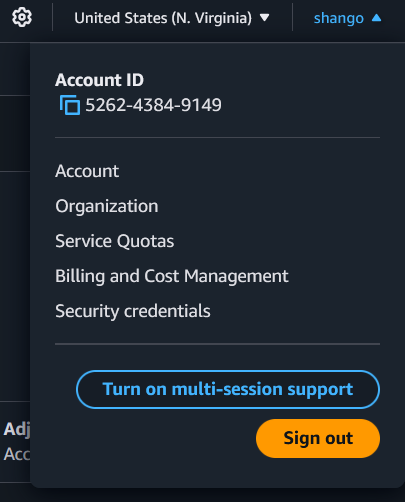 United States (N. Virginia) ▼ shango ▲
Account ID
5262-4384-9149
Account
Organization
Service Quotas
Billing and Cost Management
Security credentials
Turn on multi-session support
Adj
Sign out
Acc